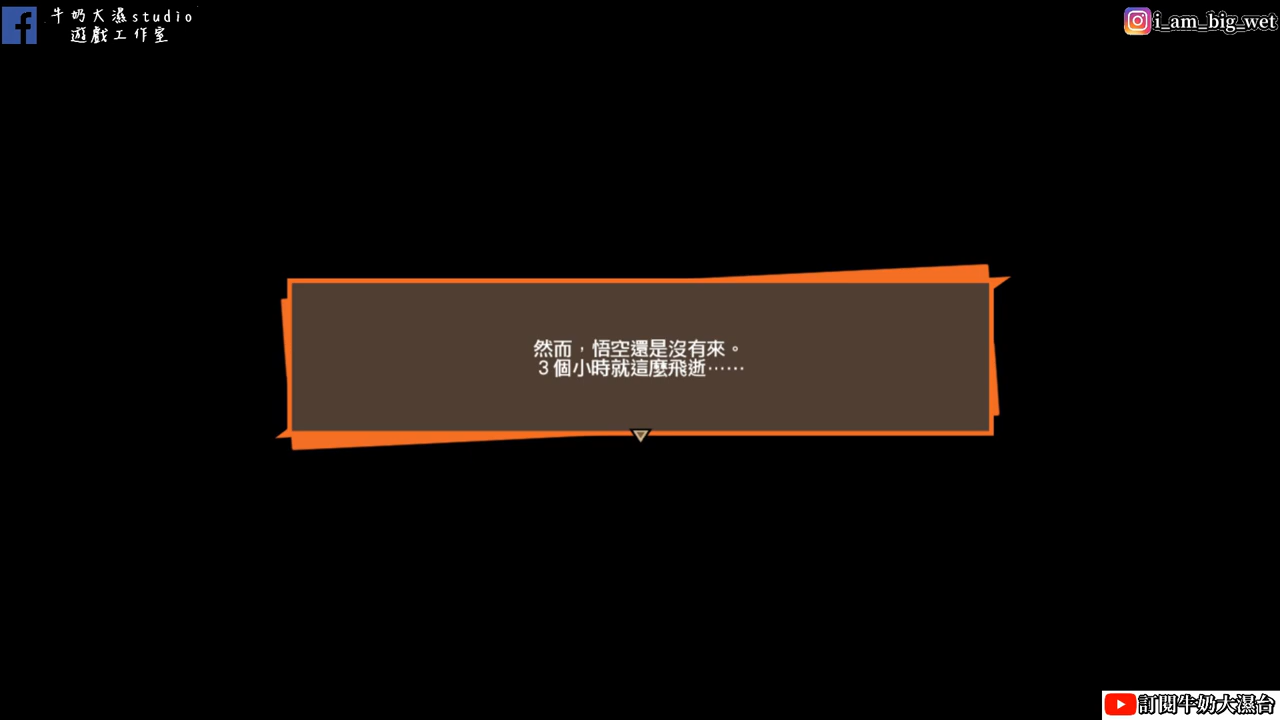 牛奶大濕studio
遊戲工作室
i_am_big_wet
然而，悟空還是沒有來。
３個小時就這麼飛逝……
訂閱牛奶大濕台